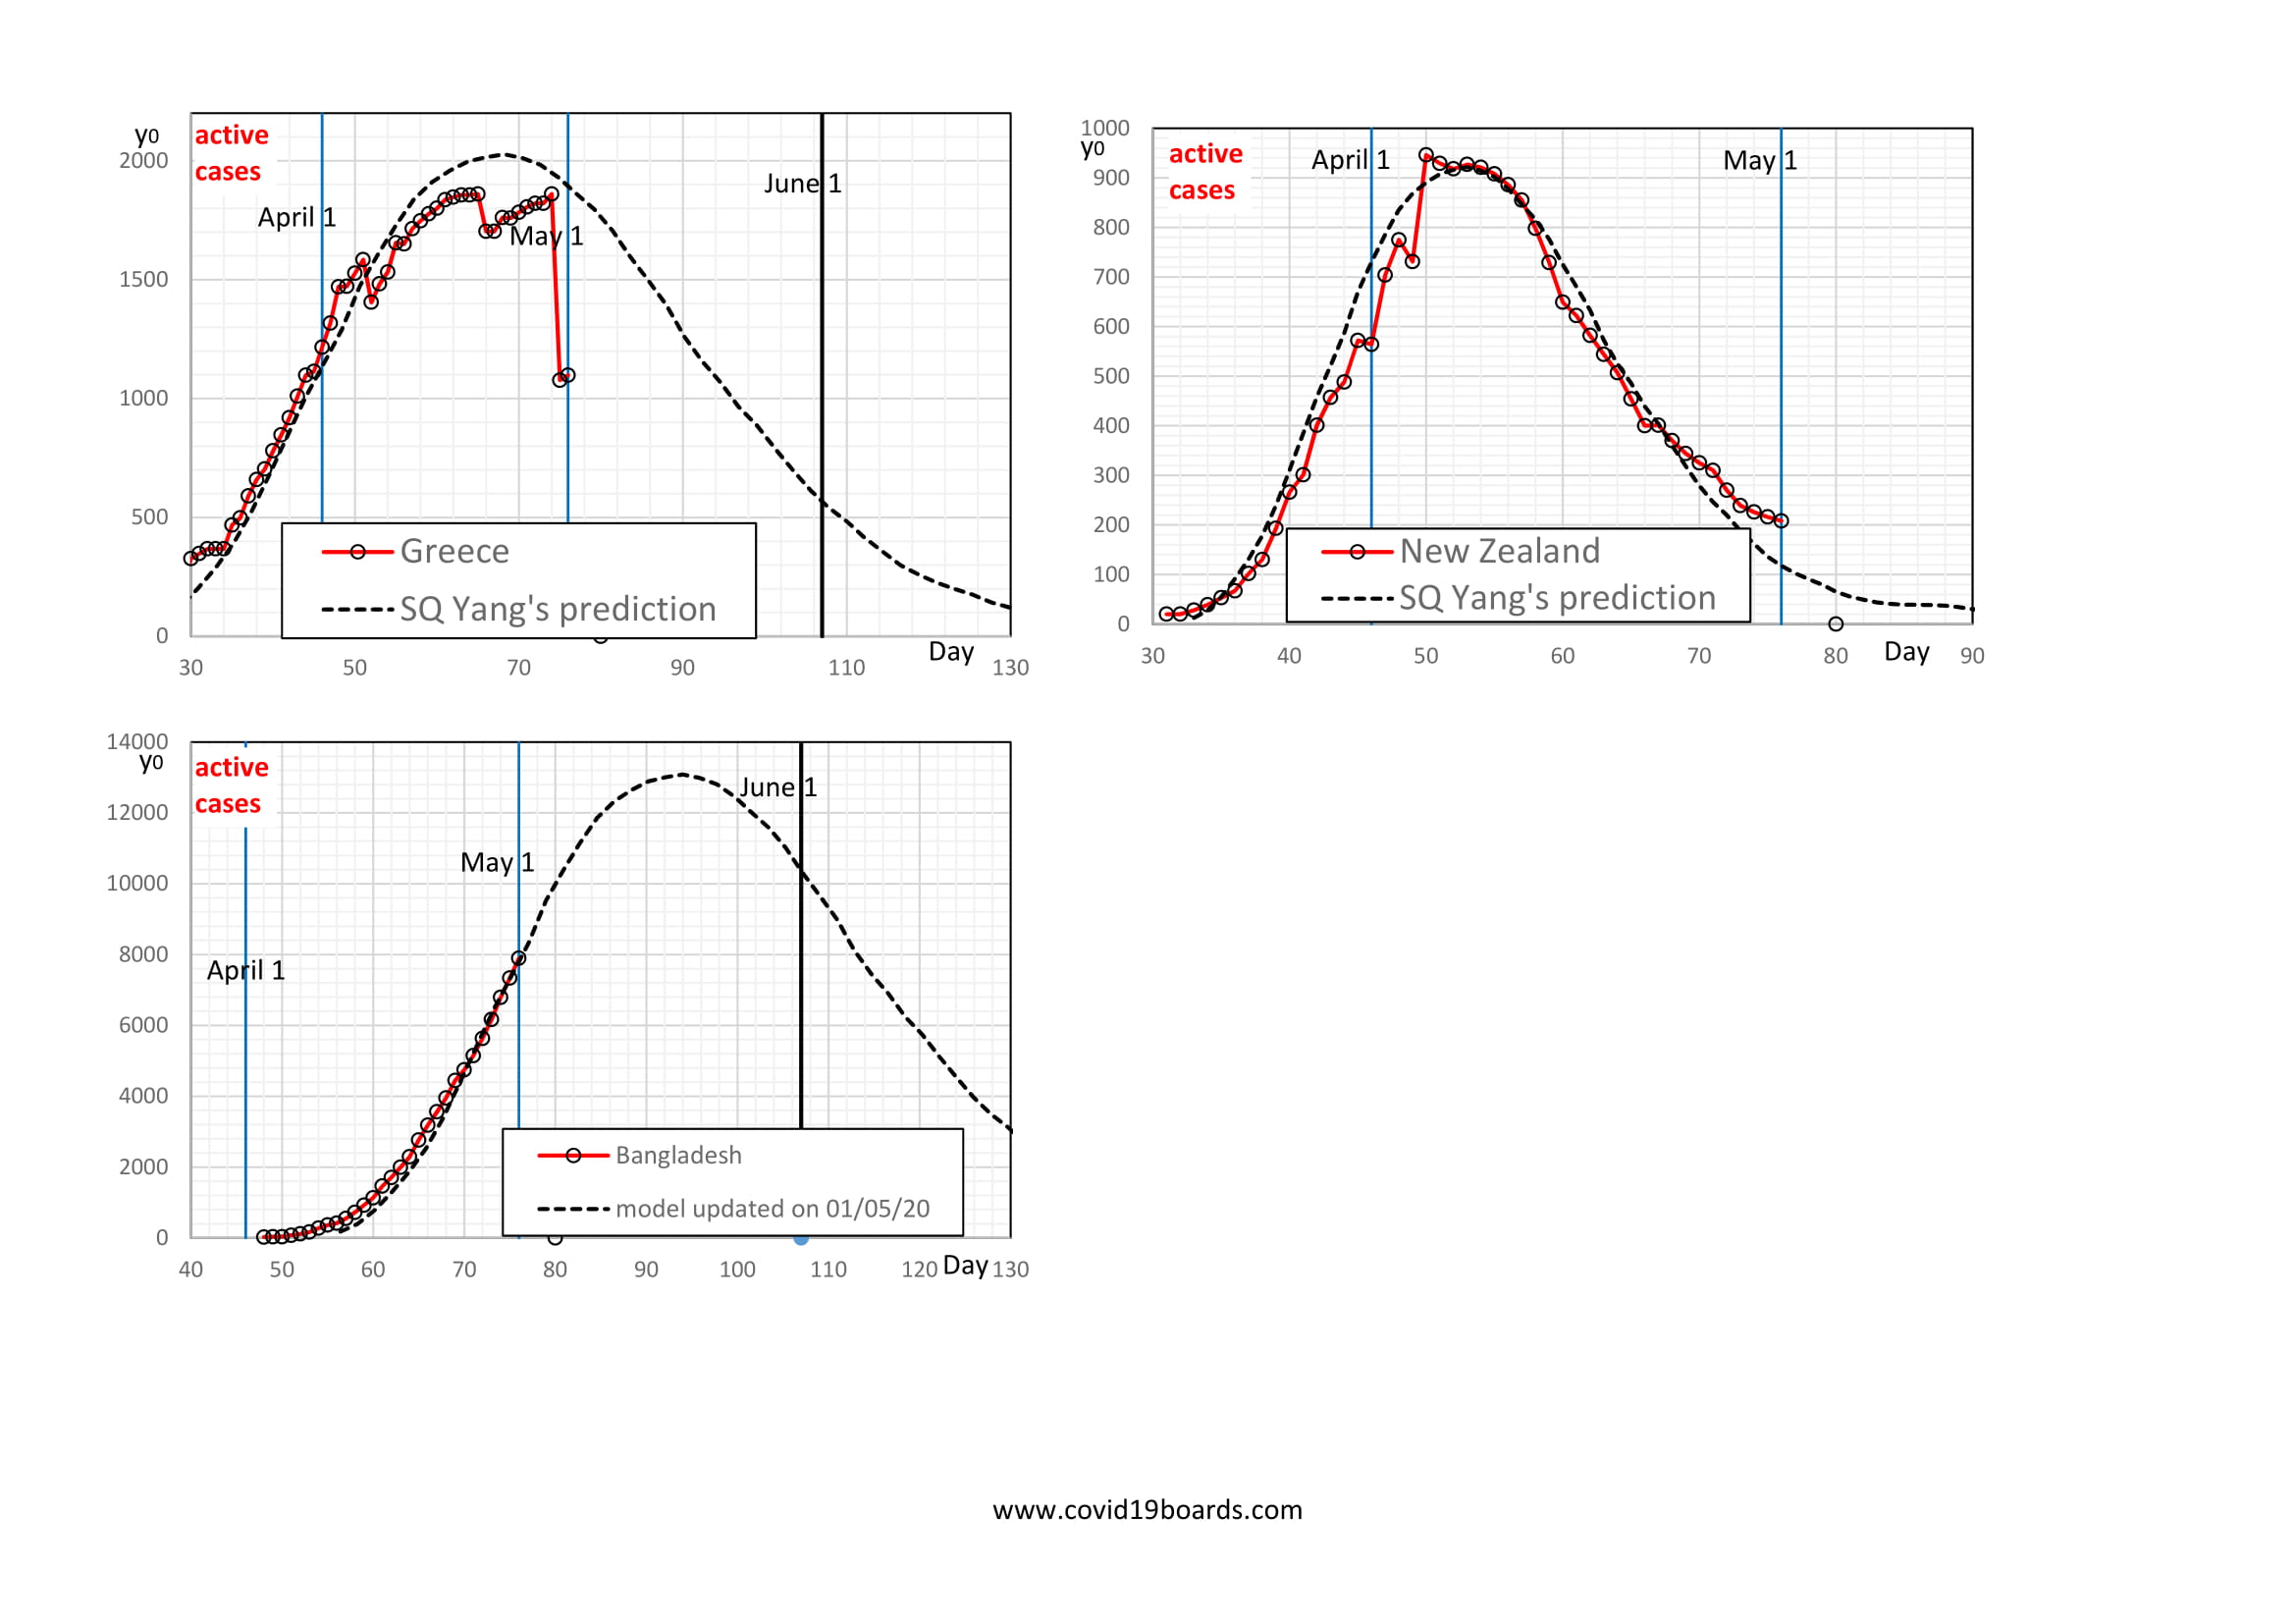 active
cases
y0
2000
1500
1000
500
0
April 1
May 1
June 1
Greece
SQ Yang's prediction
30
50
70
90
110
130
Day
1000
y0
900
800
700
600
500
400
300
200
100
0
active
cases
April 1
May 1
New Zealand
SQ Yang's prediction
30
40
50
60
70
80
90
Day
14000
y0
12000
10000
8000
6000
4000
2000
0
active
cases
June 1
May 1
April 1
Bangladesh
model updated on 01/05/20
40
50
60
70
80
90
100
110
120
130
Day
www.covid19boards.com